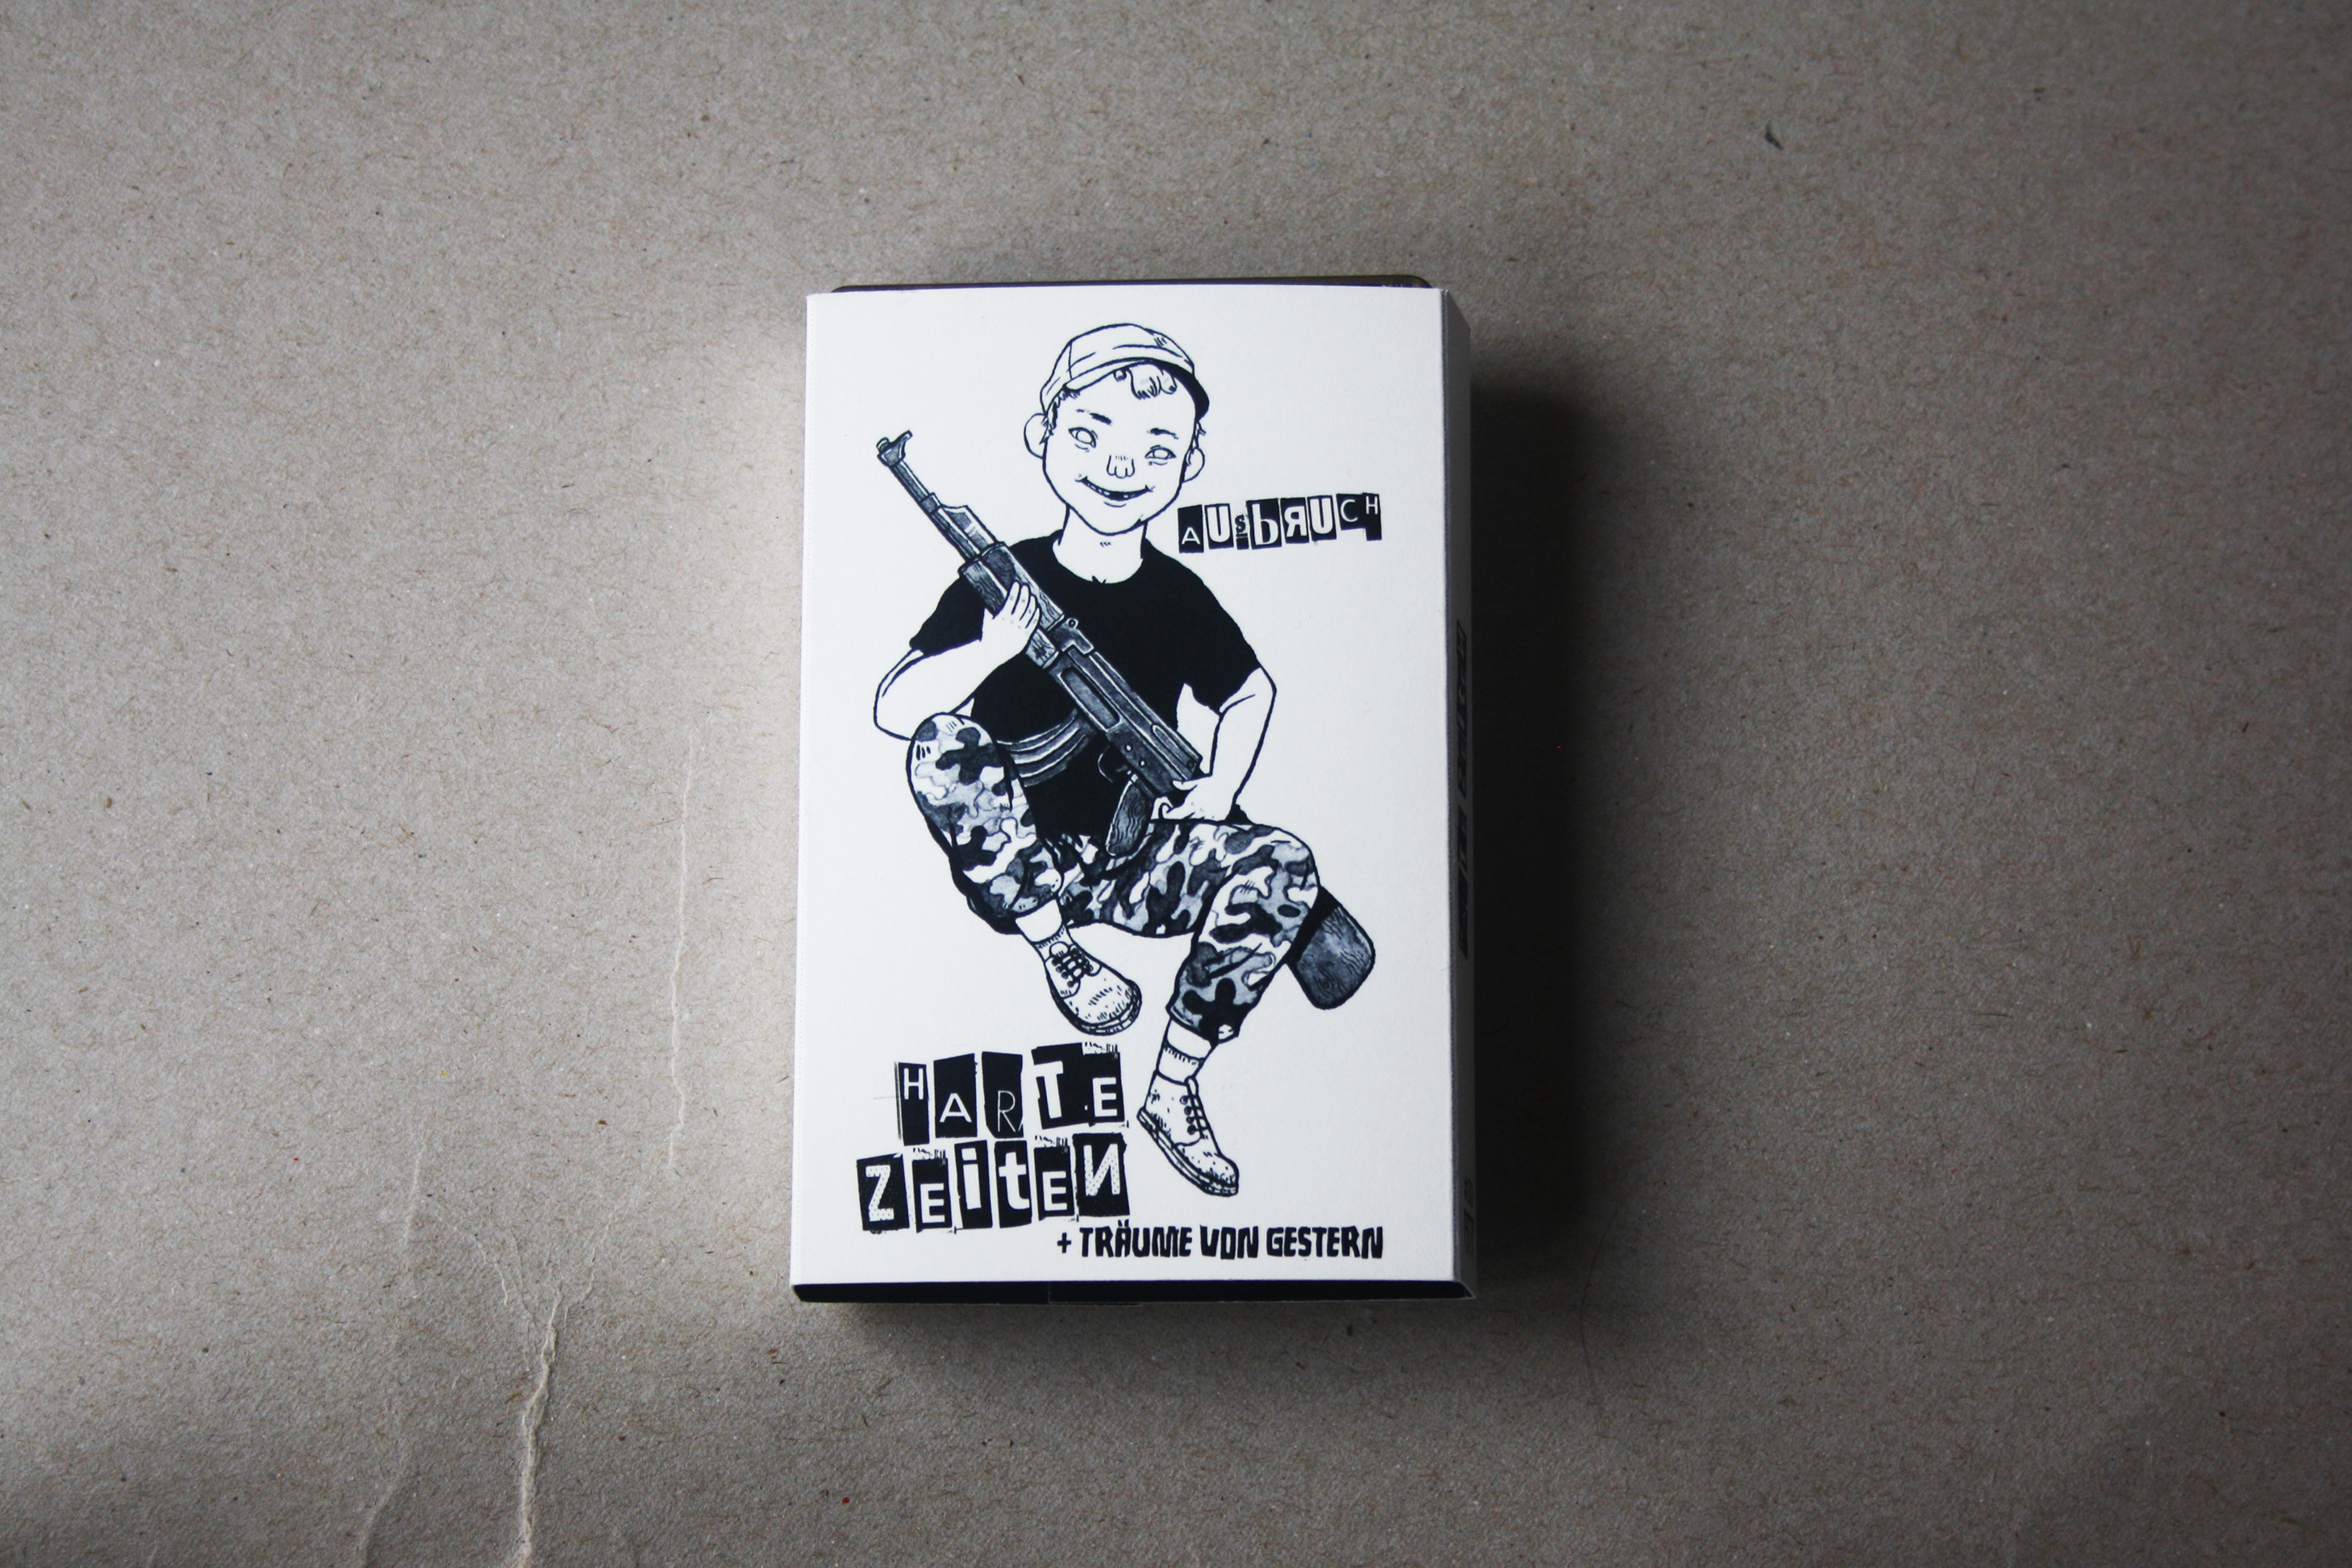 AUSbRUCH
HARTE
ZEitEN
+ TRÄUME VON GESTERN